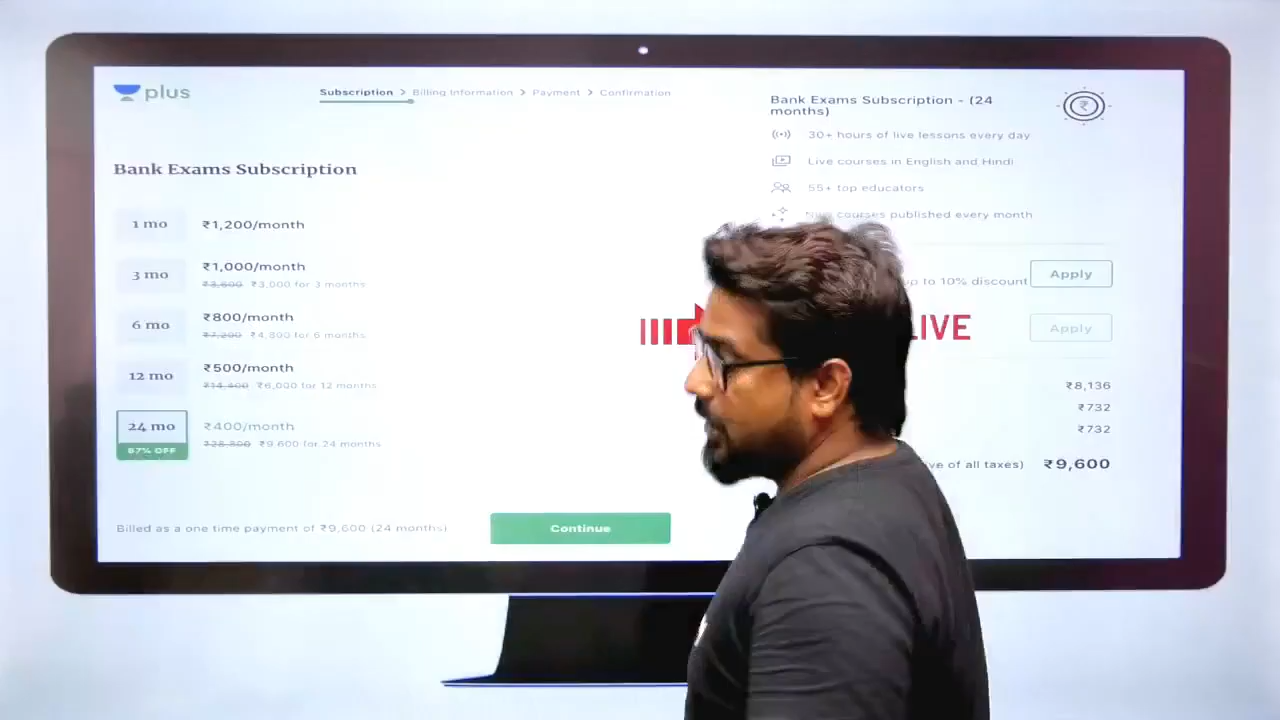 plus
Subscription > Billing Information > Payment > Confirmation
Bank Exams Subscription
1 mo ₹1,200/month
3 mo ₹1,000/month
₹3,600 ₹3,000 for 3 months
6 mo ₹800/month
₹7,200 ₹4,800 for 6 months
12 mo ₹500/month
₹14,400 ₹6,000 for 12 months
24 mo ₹400/month
67% OFF ₹28,800 ₹9,600 for 24 months
Billed as a one time payment of ₹9,600 (24 months)
Continue
Bank Exams Subscription - (24
months)
30+ hours of live lessons every day
Live courses in English and Hindi
55+ top educators
New courses published every month
up to 10% discount Apply
LIVE
Apply
₹8,136
₹732
₹732
of all taxes) ₹9,600